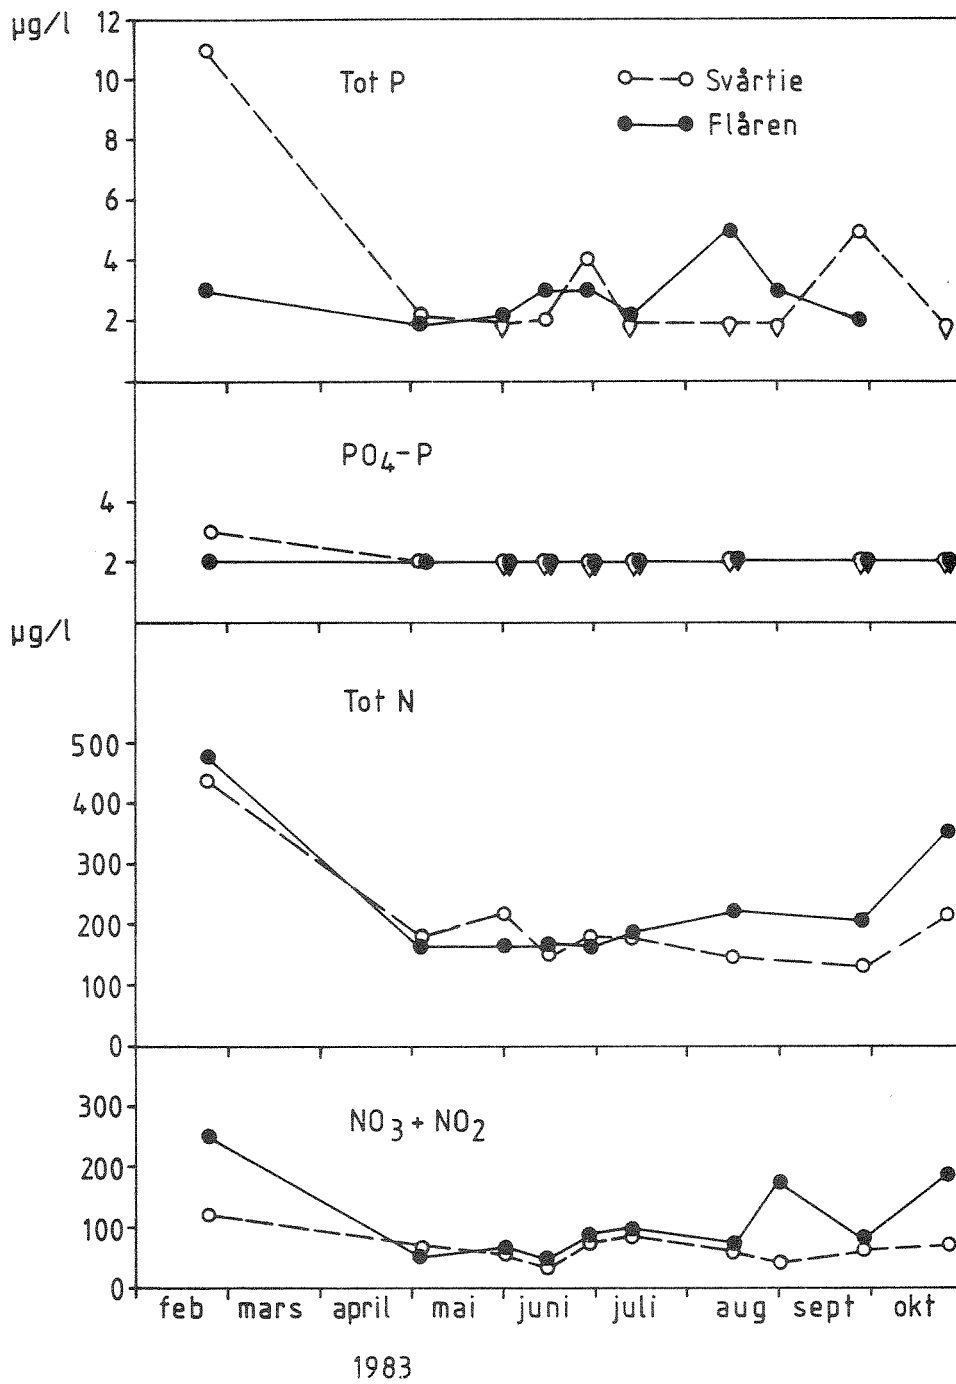 µg/l
12
10
8
6
4
2
Tot P
Svårtie
Flåren
PO4-P
4
2
µg/l
Tot N
500
400
300
200
100
0
NO3 + NO2
300
200
100
0
feb mars april mai juni juli aug sept okt
1983